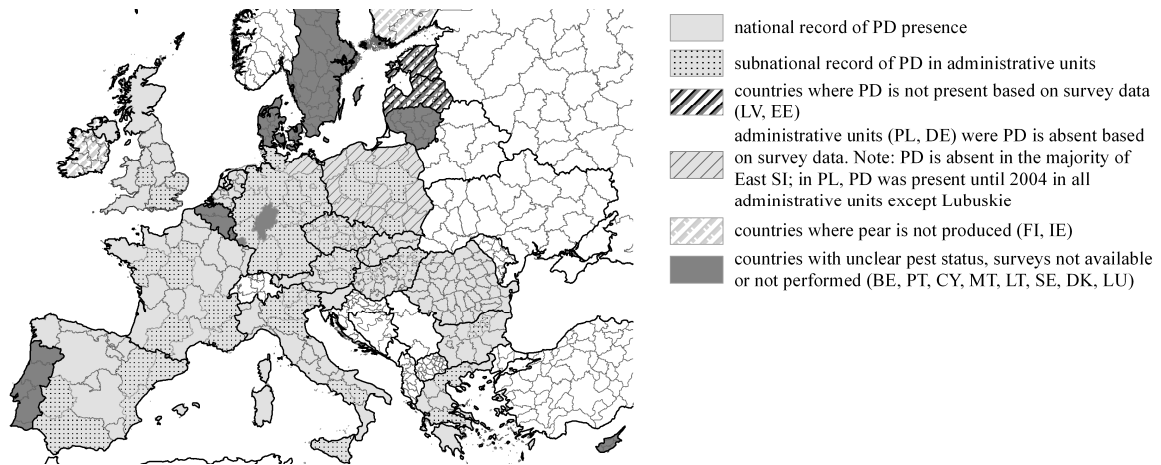 national record of PD presence
subnational record of PD in administrative units
countries where PD is not present based on survey data
(LV, EE)
administrative units (PL, DE) were PD is absent based
on survey data. Note: PD is absent in the majority of
East SI; in PL, PD was present until 2004 in all
administrative units except Lubuskie
countries where pear is not produced (FI, IE)
countries with unclear pest status, surveys not available
or not performed (BE, PT, CY, MT, LT, SE, DK, LU)